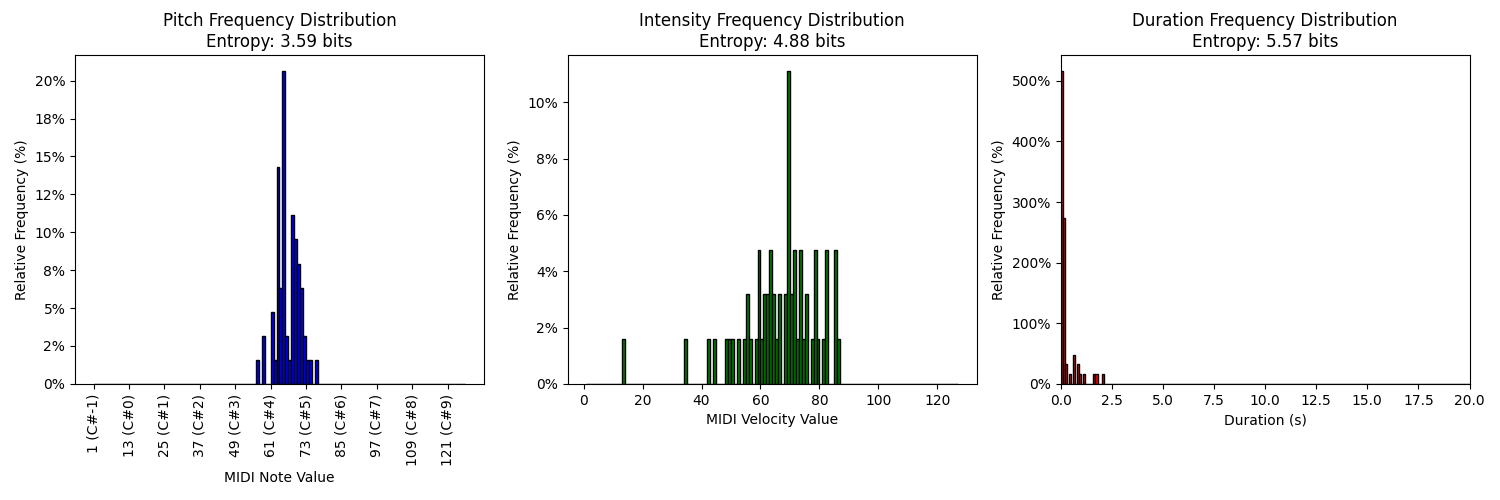 Pitch Frequency Distribution
Entropy: 3.59 bits
Relative Frequency (%)
20%
18%
15%
12%
10%
8%
5%
2%
0%
1 (C#-1)
13 (C#0)
25 (C#1)
37 (C#2)
49 (C#3)
61 (C#4)
73 (C#5)
85 (C#6)
97 (C#7)
109 (C#8)
121 (C#9)
MIDI Note Value
Intensity Frequency Distribution
Entropy: 4.88 bits
Relative Frequency (%)
10%
8%
6%
4%
2%
0%
0 20 40 60 80 100 120
MIDI Velocity Value
Duration Frequency Distribution
Entropy: 5.57 bits
Relative Frequency (%)
500%
400%
300%
200%
100%
0%
0.0 2.5 5.0 7.5 10.0 12.5 15.0 17.5 20.0
Duration (s)